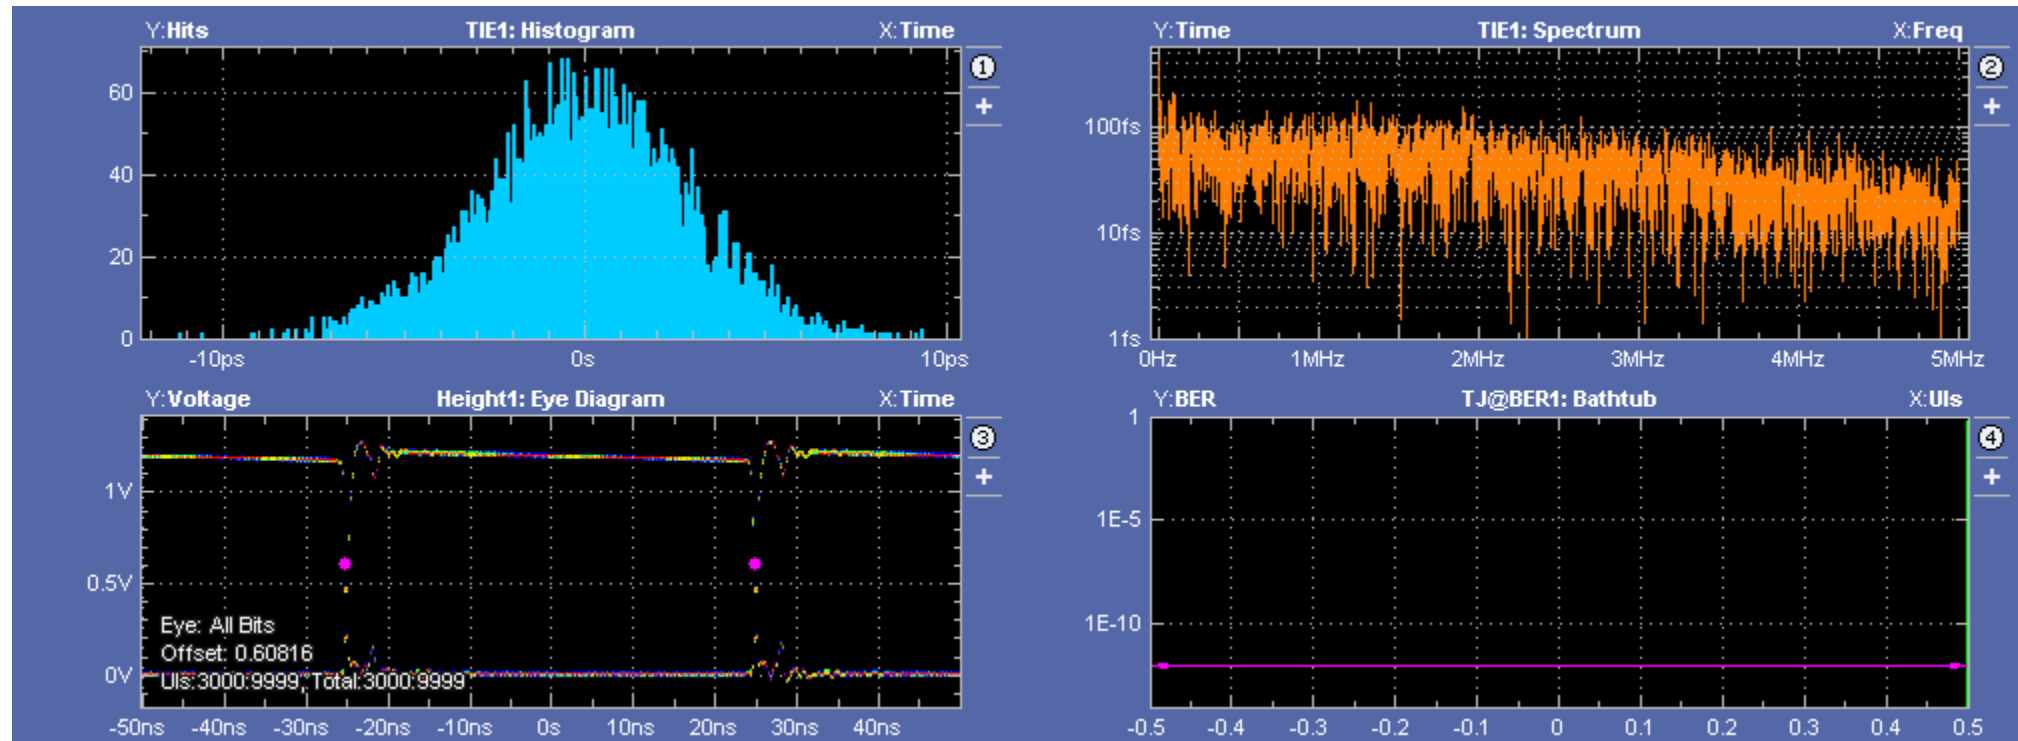 Y:Hits TIE1: Histogram X:Time
1
+
60
40
20
0
-10ps 0s 10ps
Y:Time TIE1: Spectrum X:Freq
2
+
100fs
10fs
1fs
0Hz 1MHz 2MHz 3MHz 4MHz 5MHz
Y:Voltage Height1: Eye Diagram X:Time
3
+
1V
0.5V
0V
Eye: All Bits
Offset: 0.60816
UIs:3000:9999, Total:3000:9999
-50ns -40ns -30ns -20ns -10ns 0s 10ns 20ns 30ns 40ns
Y:BER TJ@BER1: Bathtub X:UIs
4
+
1
1E-5
1E-10
-0.5 -0.4 -0.3 -0.2 -0.1 0 0.1 0.2 0.3 0.4 0.5